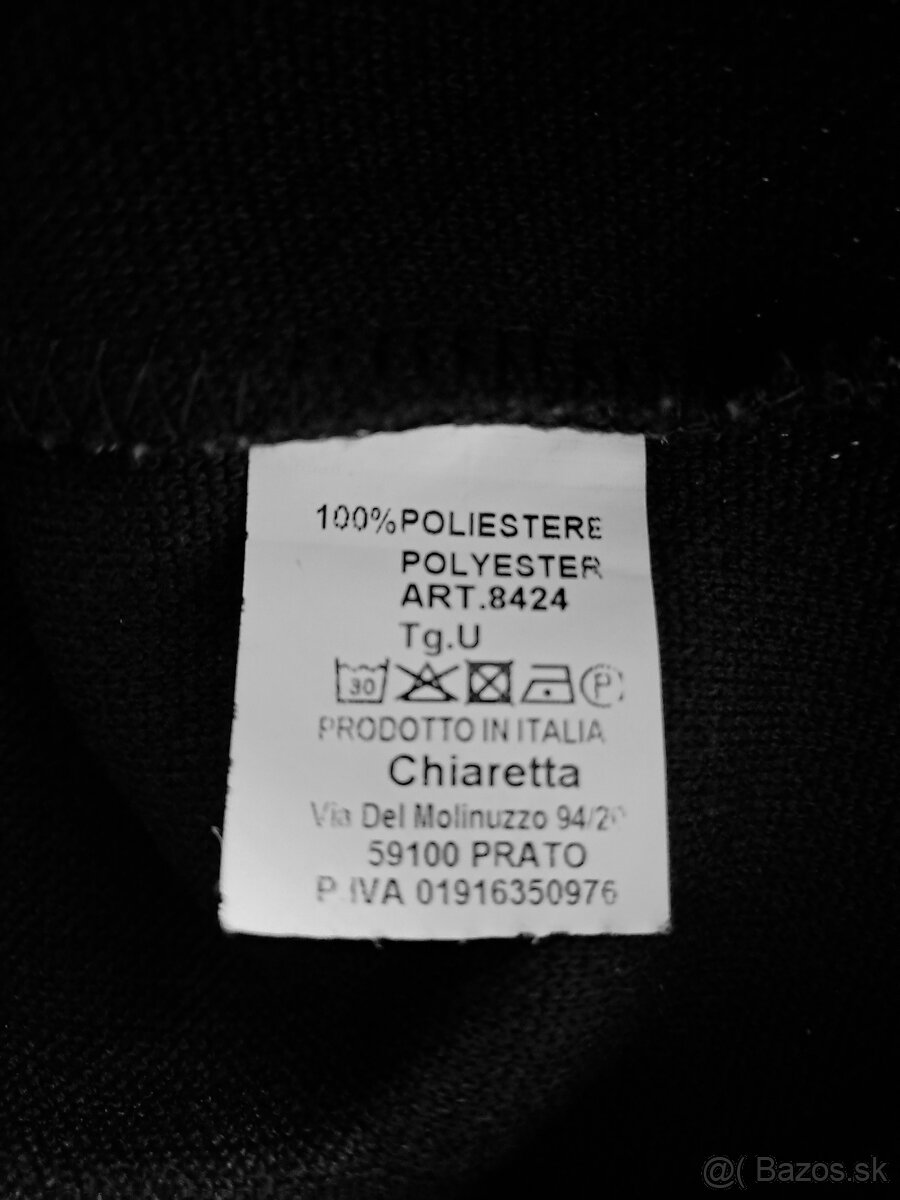 100%POLIESTERE
POLYESTER
ART.8424
Tg.U
30 P
PRODOTTO IN ITALIA
Chiaretta
Via Del Molinuzzo
59100 PRATO
P.IVA 01916350976
@( Bazos.sk